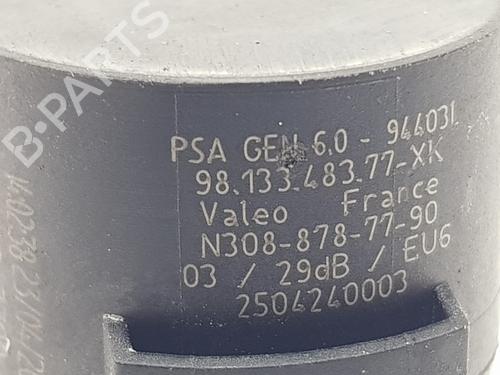 B-PARTS
PSA GEN 6.0 - 944031
98.133.483.77-XK
Valeo France
N308-878-77-90
03 / 29dB / EU6
2504240003